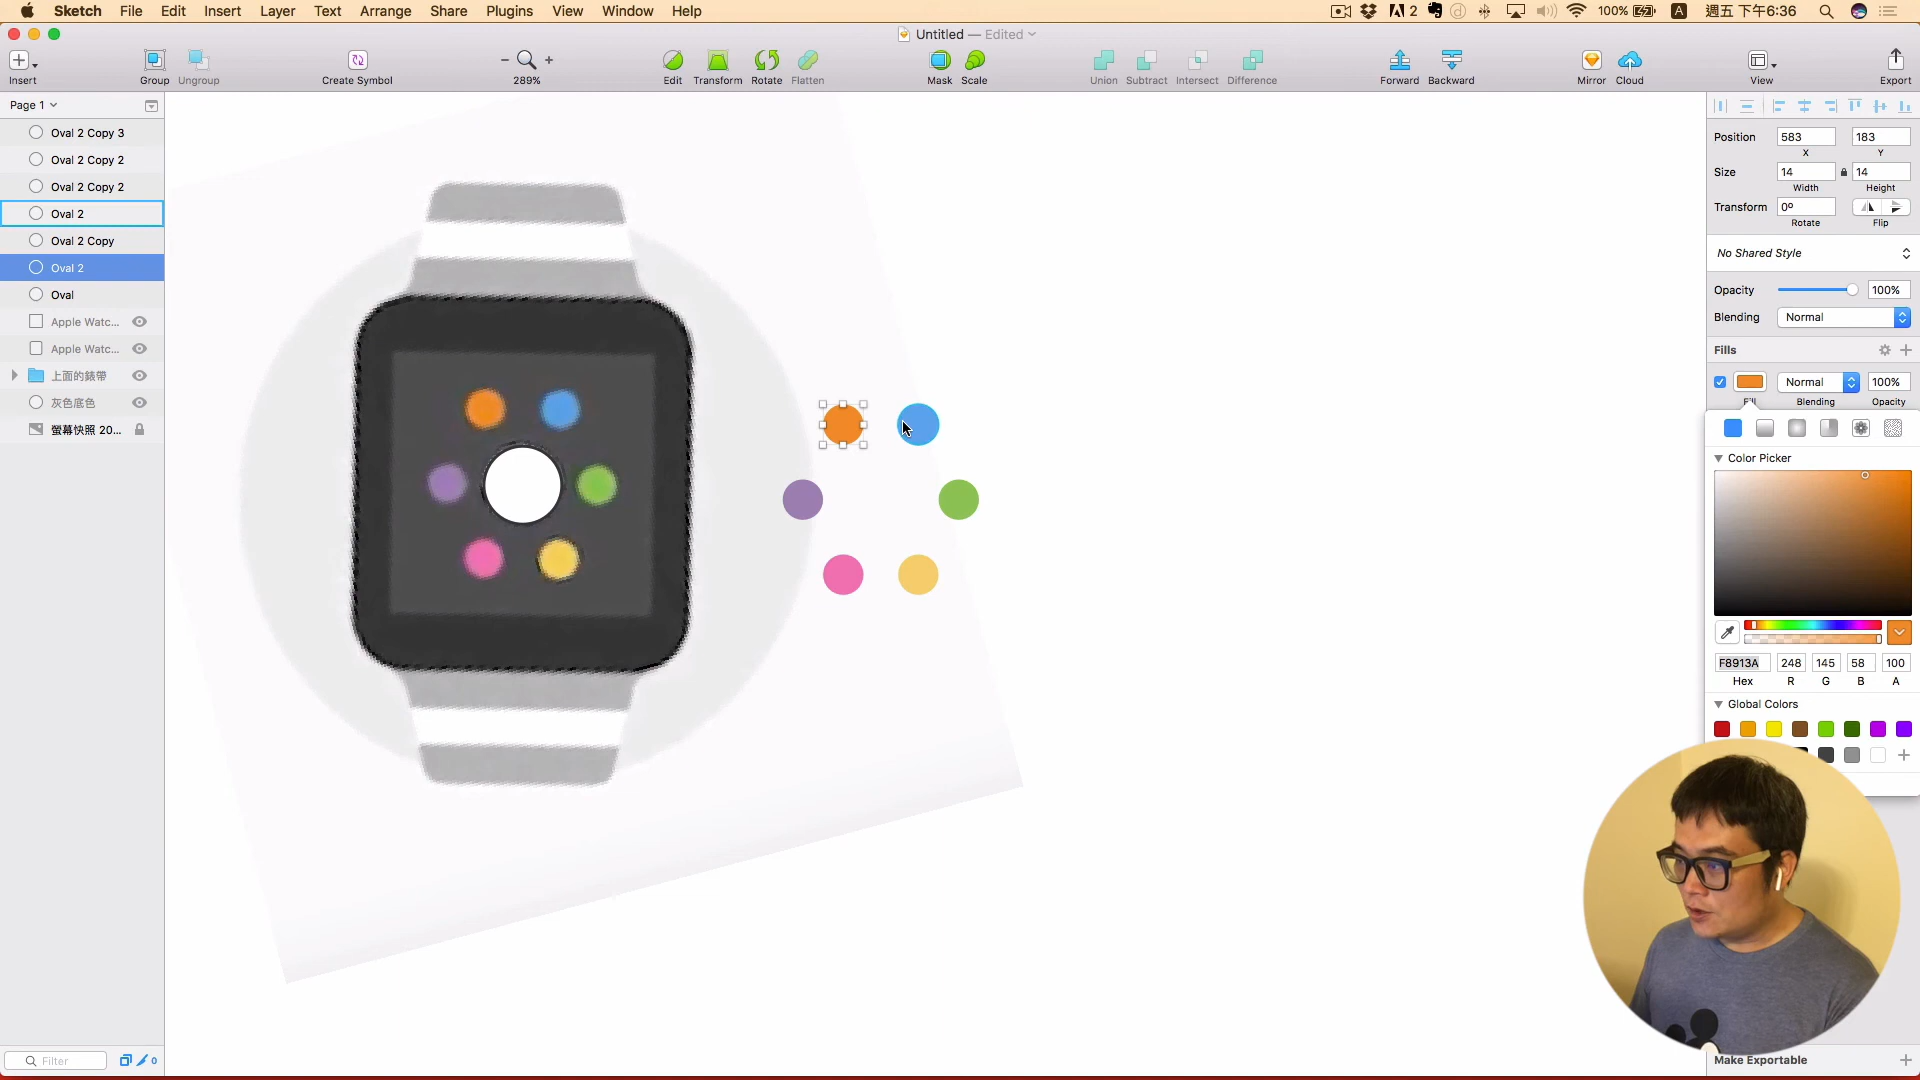 Sketch File Edit Insert Layer Text Arrange Share Plugins View Window Help 2 100% A 週五 下午6:36
Untitled — Edited
Insert Group Ungroup Create Symbol 289% Edit Transform Rotate Flatten Mask Scale Union Subtract Intersect Difference Forward Backward Mirror Cloud View Export
Page 1
Oval 2 Copy 3
Oval 2 Copy 2
Oval 2 Copy 2
Oval 2
Oval 2 Copy
Oval 2
Oval
Apple Watc...
Apple Watc...
上面的錶帶
灰色底色
螢幕快照 20...
Filter
0
Position 583 183
X Y
Size 14 14
Width Height
Transform 0º
Rotate Flip
No Shared Style
Opacity 100%
Blending Normal
Fills
Normal 100%
Fill Blending Opacity
Color Picker
F8913A 248 145 58 100
Hex R G B A
Global Colors
Make Exportable